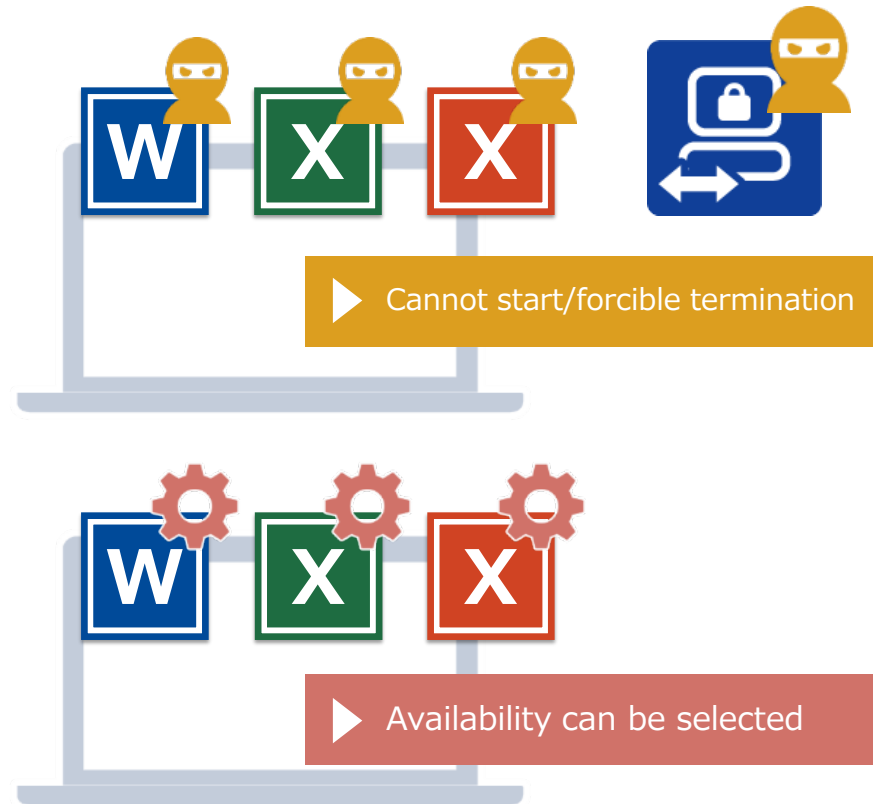 W X X
Cannot start/forcible termination
W X X
Availability can be selected